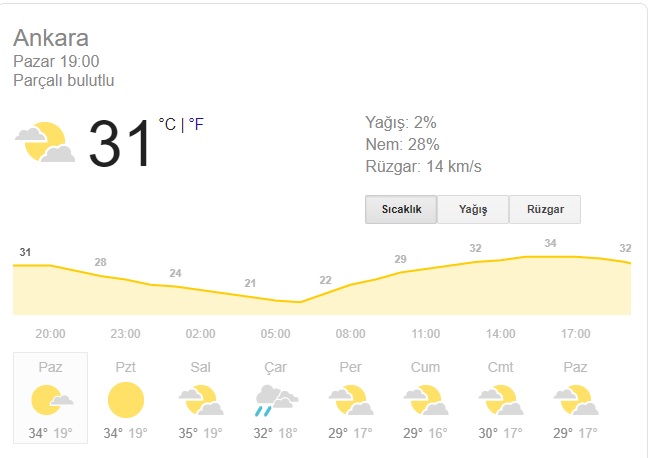 Ankara
Pazar 19:00
Parçalı bulutlu
31 °C | °F
Yağış: 2%
Nem: 28%
Rüzgar: 14 km/s
Sıcaklık Yağış Rüzgar
31 28 24 21 22 29 32 34 32
20:00 23:00 02:00 05:00 08:00 11:00 14:00 17:00
Paz Pzt Sal Çar Per Cum Cmt Paz
34° 19° 34° 19° 35° 19° 32° 18° 29° 17° 29° 16° 30° 17° 29° 17°